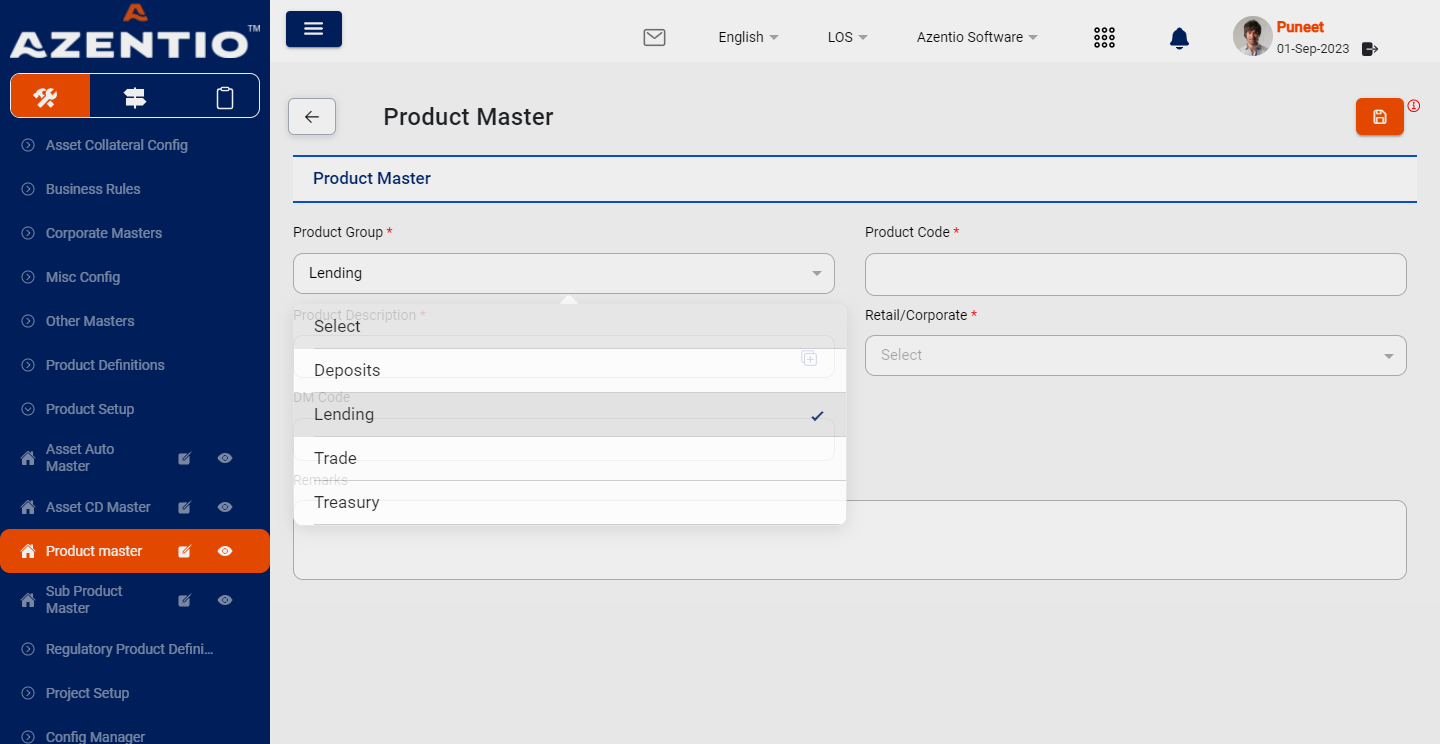 AZENTIO™
English
LOS
Azentio Software
Puneet
01-Sep-2023
Asset Collateral Config
Business Rules
Corporate Masters
Misc Config
Other Masters
Product Definitions
Product Setup
Asset Auto
Master
Asset CD Master
Product master
Sub Product
Master
Regulatory Product Defini...
Project Setup
Config Manager
Product Master
Product Master
Product Group *
Lending
Product Code *
Product Description *
Retail/Corporate *
Select
Select
Deposits
DM Code
Lending
Trade
Remarks
Treasury